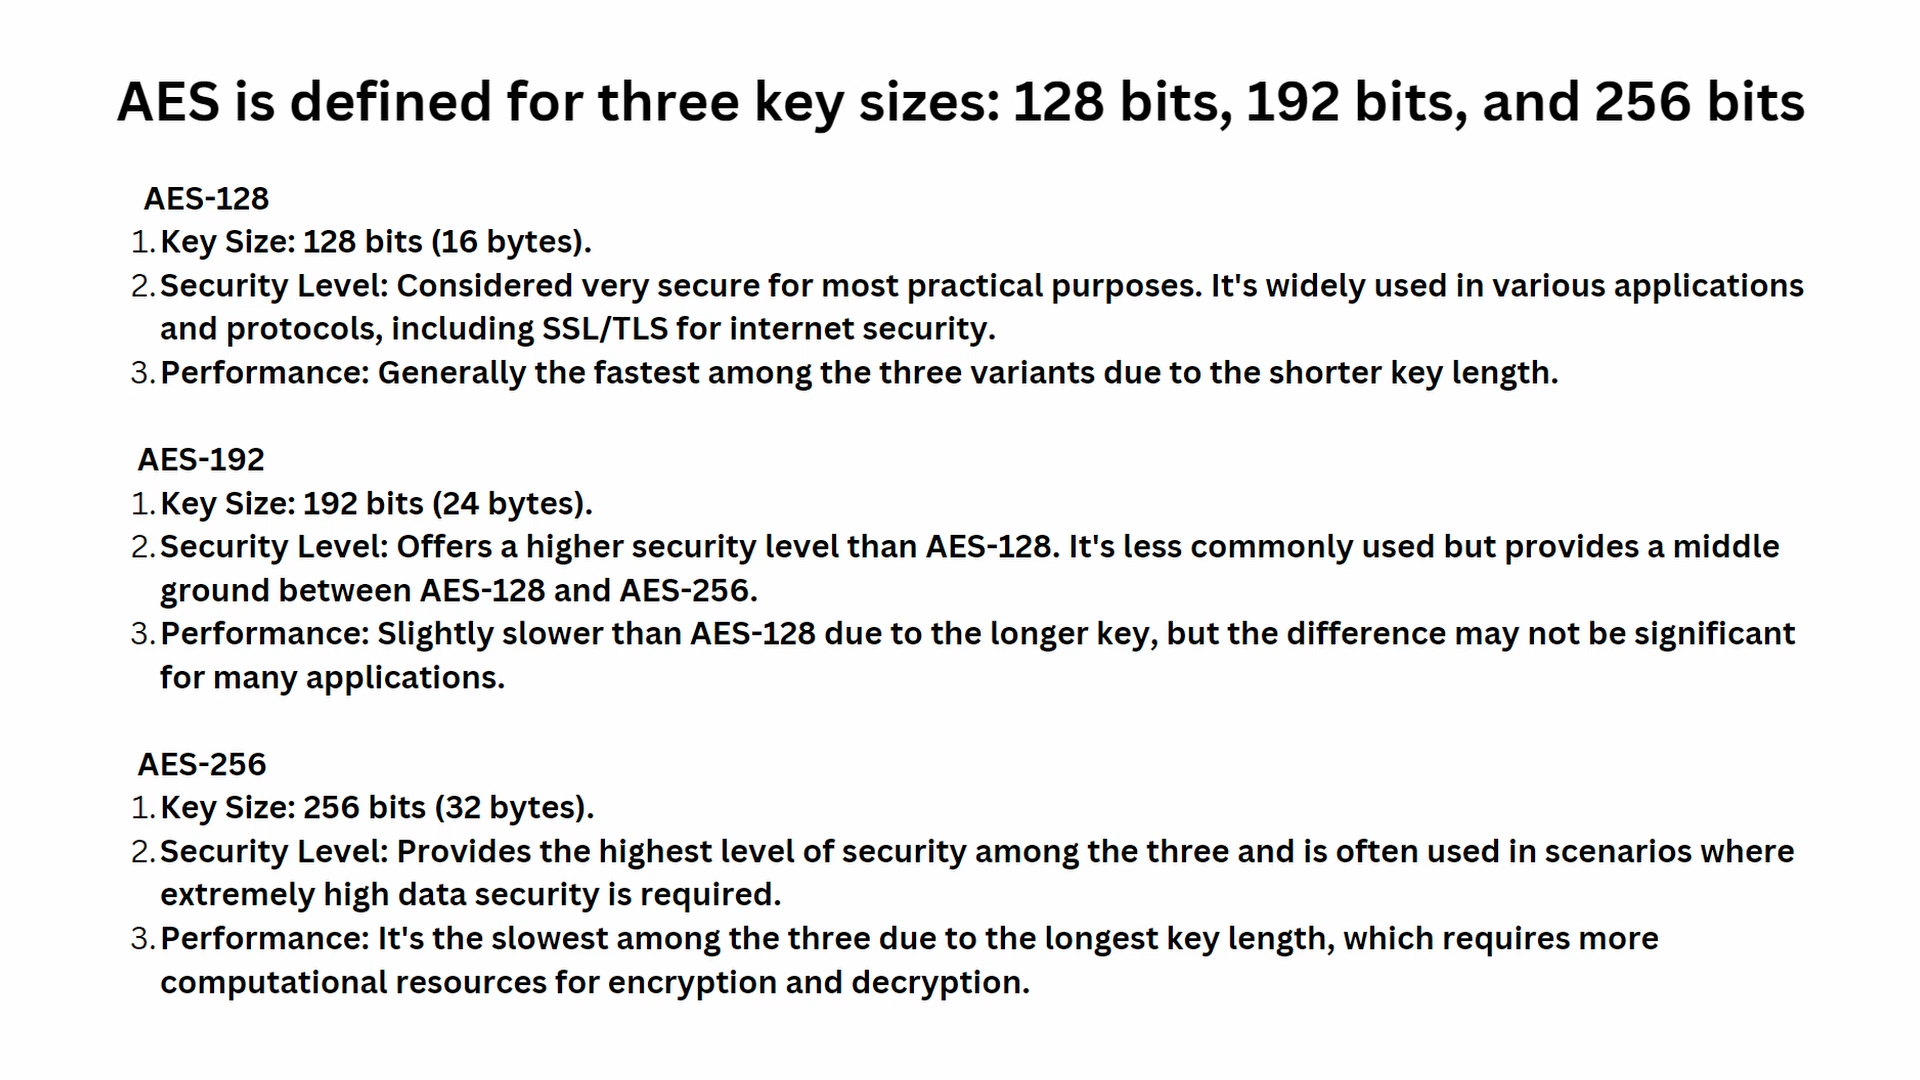 AES is defined for three key sizes: 128 bits, 192 bits, and 256 bits
AES-128
1. Key Size: 128 bits (16 bytes).
2. Security Level: Considered very secure for most practical purposes. It's widely used in various applications
and protocols, including SSL/TLS for internet security.
3. Performance: Generally the fastest among the three variants due to the shorter key length.
AES-192
1. Key Size: 192 bits (24 bytes).
2. Security Level: Offers a higher security level than AES-128. It's less commonly used but provides a middle
ground between AES-128 and AES-256.
3. Performance: Slightly slower than AES-128 due to the longer key, but the difference may not be significant
for many applications.
AES-256
1. Key Size: 256 bits (32 bytes).
2. Security Level: Provides the highest level of security among the three and is often used in scenarios where
extremely high data security is required.
3. Performance: It's the slowest among the three due to the longest key length, which requires more
computational resources for encryption and decryption.